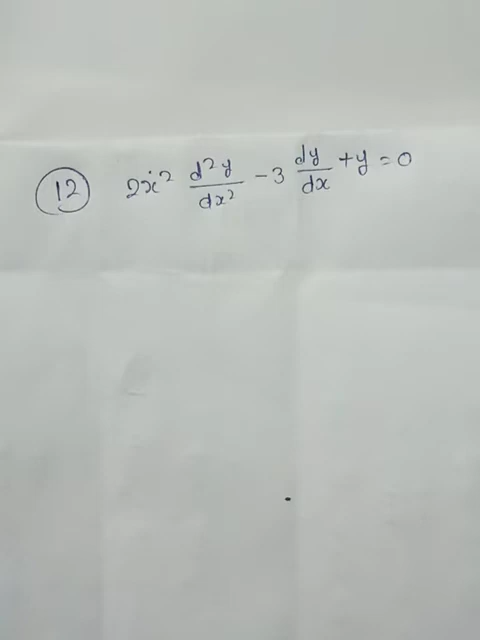 (12) 2x² d²y/dx² - 3 dy/dx + y = 0